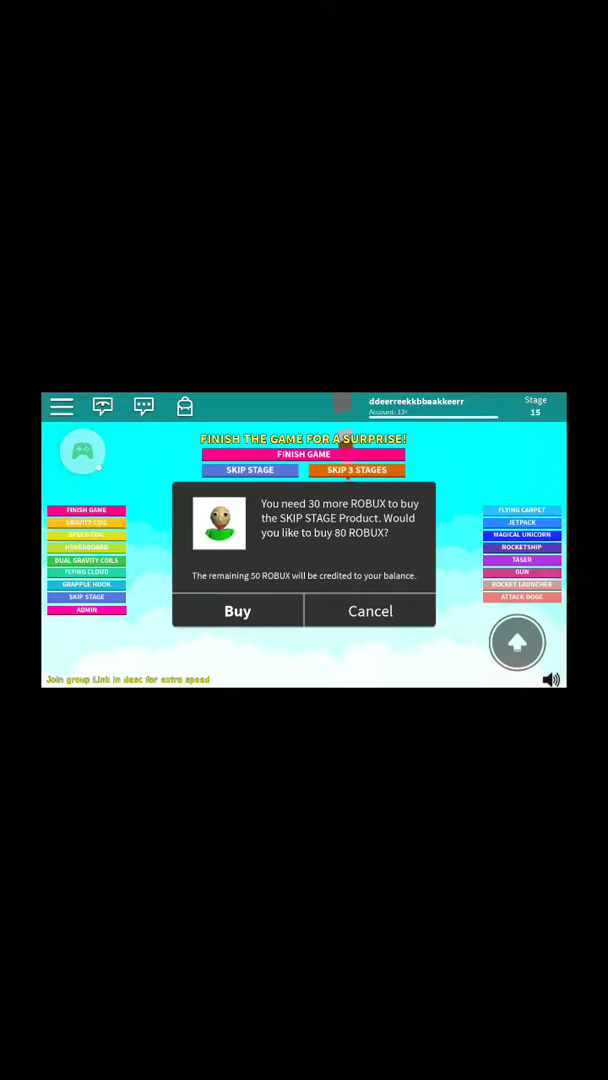 ddeerreekkbbaakkeerr
Account: 13+
Stage
15
FINISH THE GAME FOR A SURPRISE!
FINISH GAME
SKIP STAGE
SKIP 3 STAGES
You need 30 more ROBUX to buy
the SKIP STAGE Product. Would
you like to buy 80 ROBUX?
The remaining 50 ROBUX will be credited to your balance.
Buy
Cancel
FINISH GAME
GRAVITY COIL
SPEED COIL
HOVERBOARD
DUAL GRAVITY COILS
FLYING CLOUD
GRAPPLE HOOK
SKIP STAGE
ADMIN
FLYING CARPET
JETPACK
MAGICAL UNICORN
ROCKETSHIP
TASER
GUN
ROCKET LAUNCHER
ATTACK DOGE
Join group Link in desc for extra speed